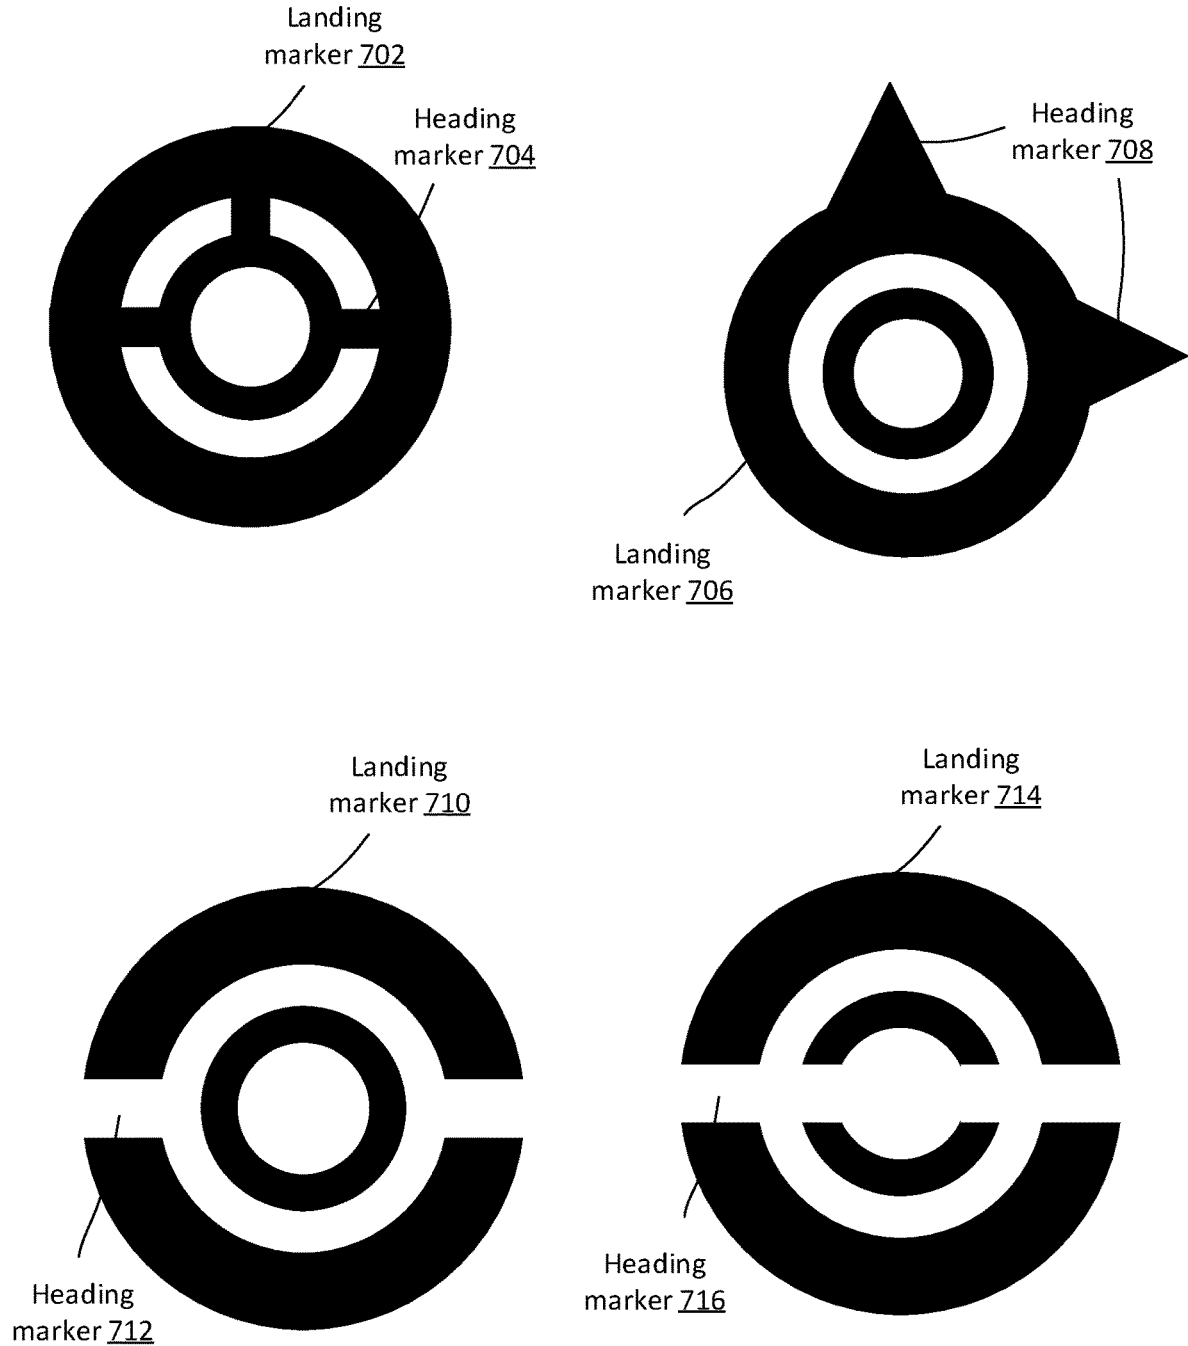 Landing
marker 702
Heading
marker 704
Heading
marker 708
Landing
marker 706
Landing
marker 710
Landing
marker 714
Heading
marker 712
Heading
marker 716